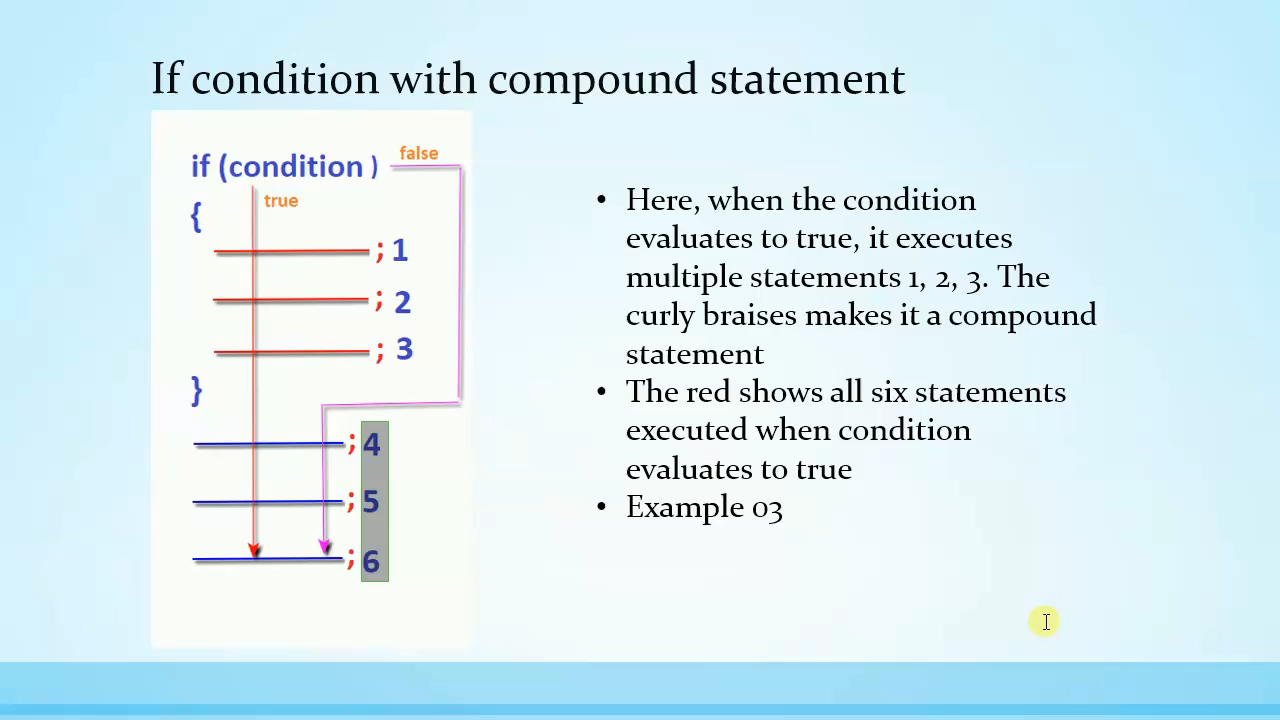 If condition with compound statement
if (condition ) false
true
{
; 1
; 2
; 3
}
; 4
; 5
; 6
• Here, when the condition
evaluates to true, it executes
multiple statements 1, 2, 3. The
curly braises makes it a compound
statement
• The red shows all six statements
executed when condition
evaluates to true
• Example 03